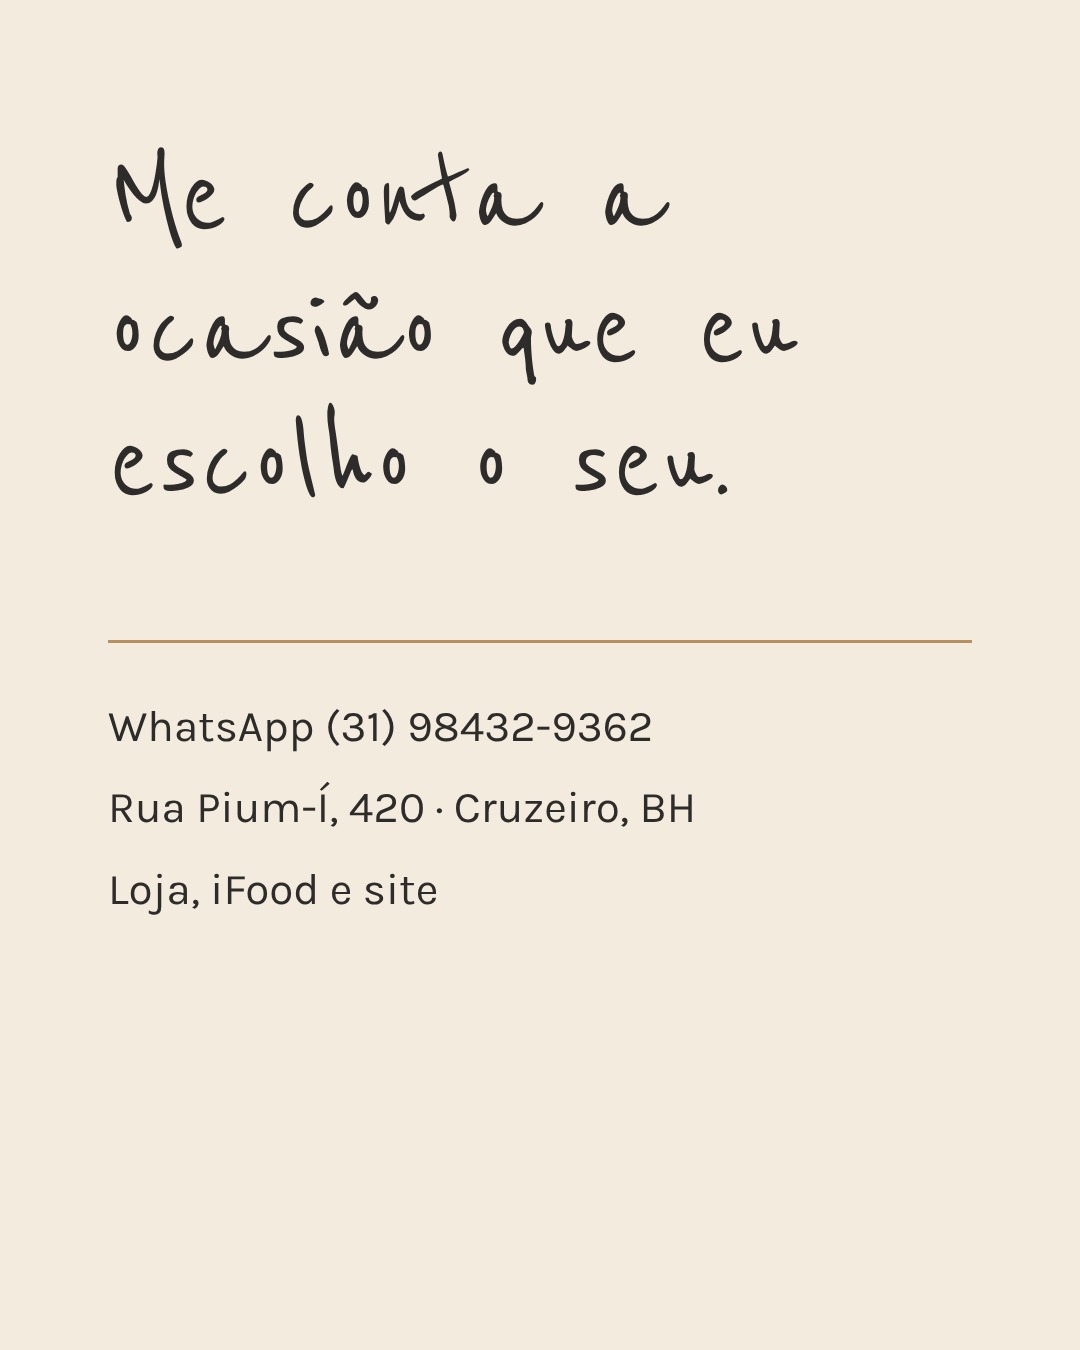 Me conta a
ocasião que eu
escolho o seu.
WhatsApp (31) 98432-9362
Rua Pium-Í, 420 · Cruzeiro, BH
Loja, iFood e site